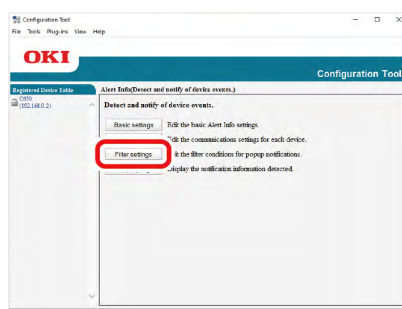 Configuration Tool
File Tools Plug-ins View Help
OKI
Configuration Tool
Registered Device Table
C650
(192.168.0.2)
Alert Info(Detect and notify of device events.)
Detect and notify of device events.
Basic settings Edit the basic Alert Info settings.
Edit the communications settings for each device.
Filter settings the filter conditions for popup notifications.
Display the notification information detected.